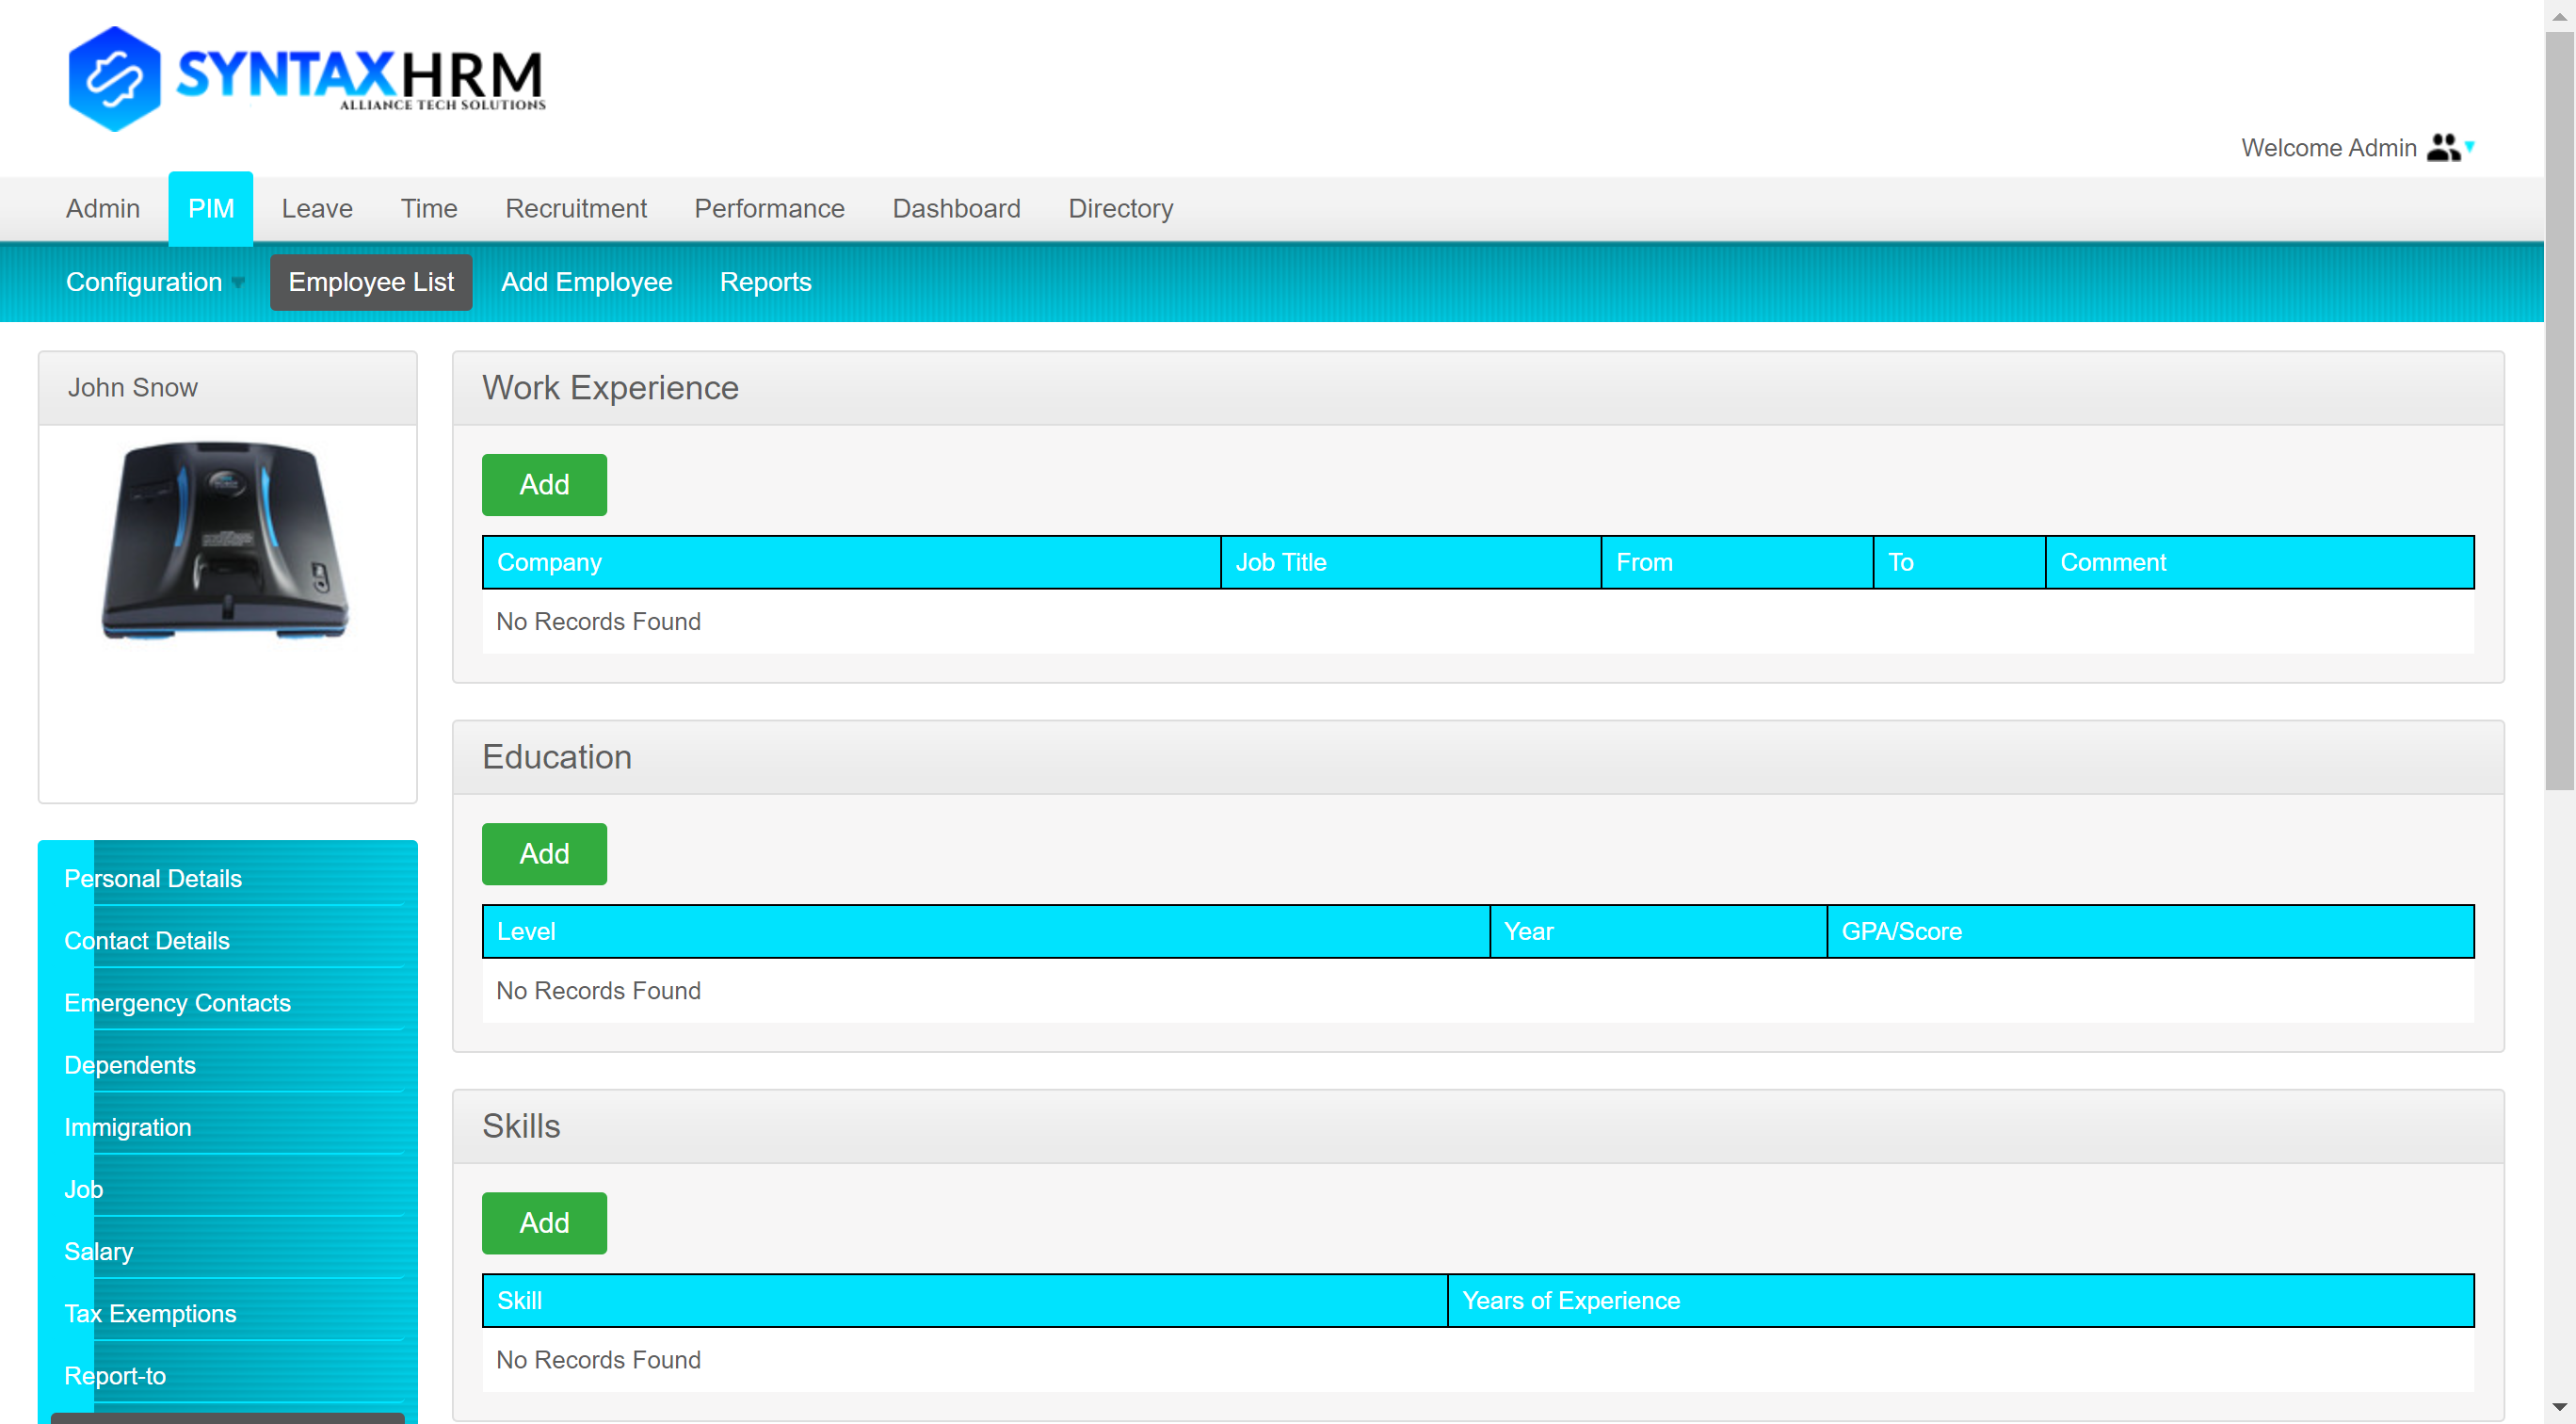 SYNTAXHRM
ALLIANCE TECH SOLUTIONS
Welcome Admin
Admin PIM Leave Time Recruitment Performance Dashboard Directory
Configuration Employee List Add Employee Reports
John Snow
Personal Details
Contact Details
Emergency Contacts
Dependents
Immigration
Job
Salary
Tax Exemptions
Report-to
Work Experience
Add
Company Job Title From To Comment
No Records Found
Education
Add
Level Year GPA/Score
No Records Found
Skills
Add
Skill Years of Experience
No Records Found